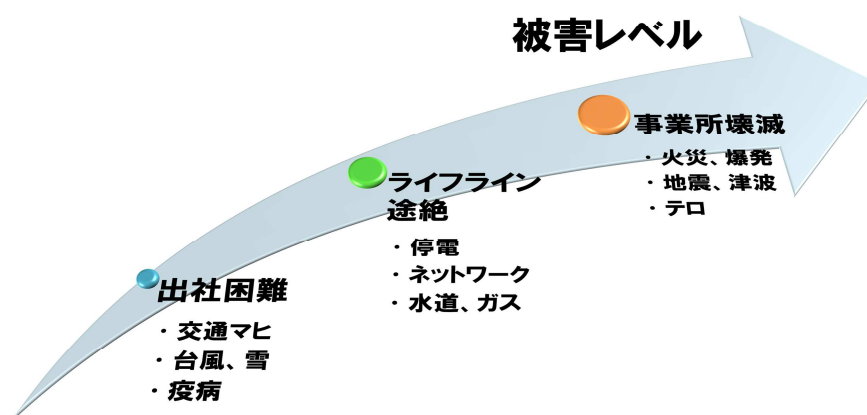 被害レベル
事業所壊滅
・火災、爆発
・地震、津波
・テロ
ライフライン
途絶
・停電
・ネットワーク
・水道、ガス
出社困難
・交通マヒ
・台風、雪
・疫病